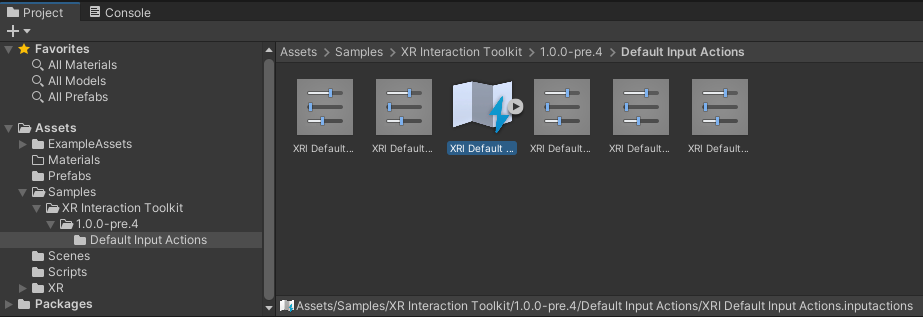 Project
Console
Favorites
All Materials
All Models
All Prefabs
Assets
ExampleAssets
Materials
Prefabs
Samples
XR Interaction Toolkit
1.0.0-pre.4
Default Input Actions
Scenes
Scripts
XR
Packages
Assets > Samples > XR Interaction Toolkit > 1.0.0-pre.4 > Default Input Actions
XRI Default... XRI Default... XRI Default ... XRI Default... XRI Default... XRI Default...
Assets/Samples/XR Interaction Toolkit/1.0.0-pre.4/Default Input Actions/XRI Default Input Actions.inputactions